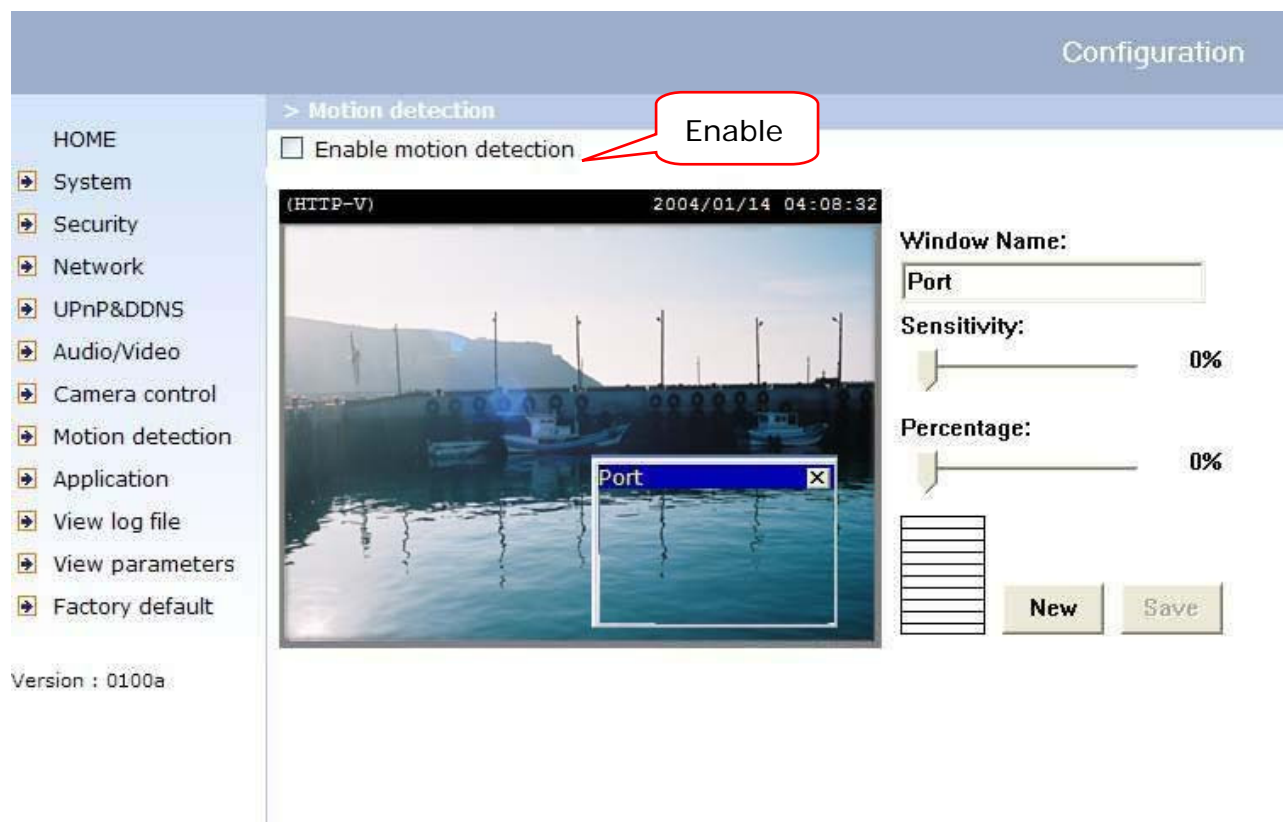 Configuration
> Motion detection
Enable motion detection
Enable
HOME
System
Security
Network
UPnP&DDNS
Audio/Video
Camera control
Motion detection
Application
View log file
View parameters
Factory default
Version : 0100a
(HTTP-V) 2004/01/14 04:08:32
Port
Window Name:
Port
Sensitivity:
0%
Percentage:
0%
New Save